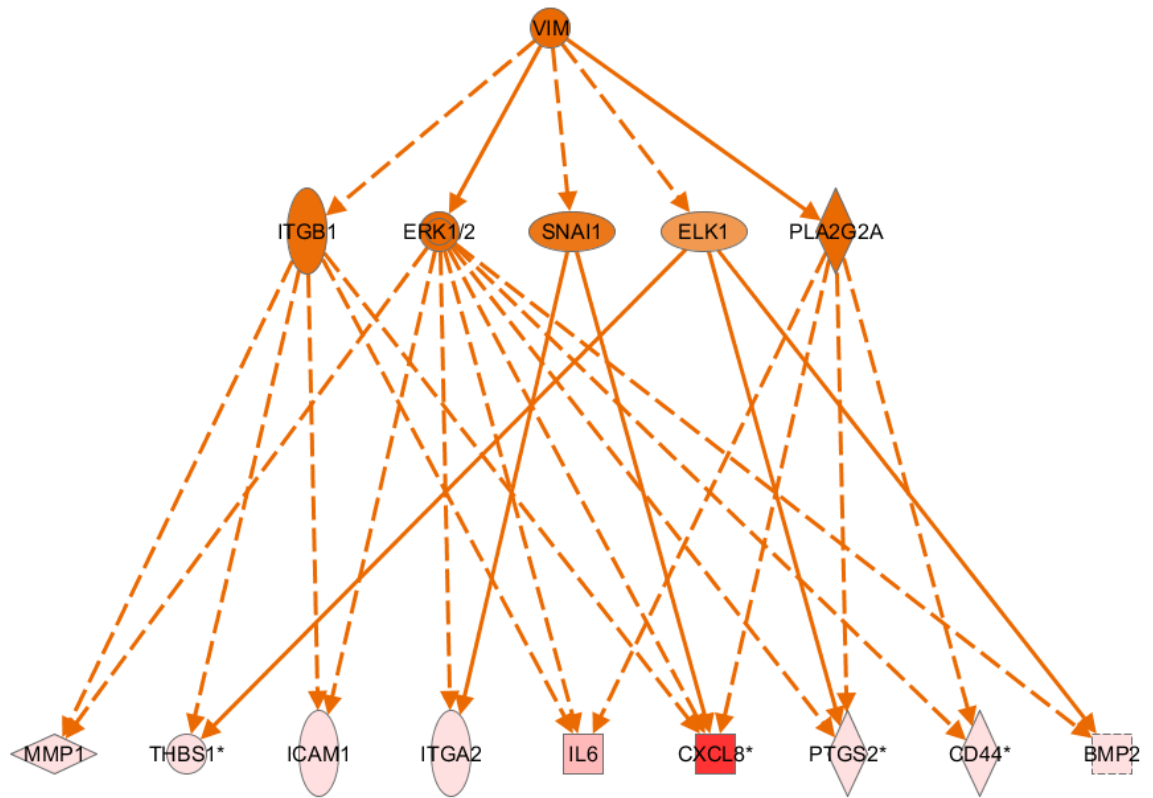 VIM
ITGB1
ERK1/2
SNAI1
ELK1
PLA2G2A
MMP1
THBS1*
ICAM1
ITGA2
IL6
CXCL8*
PTGS2*
CD44*
BMP2